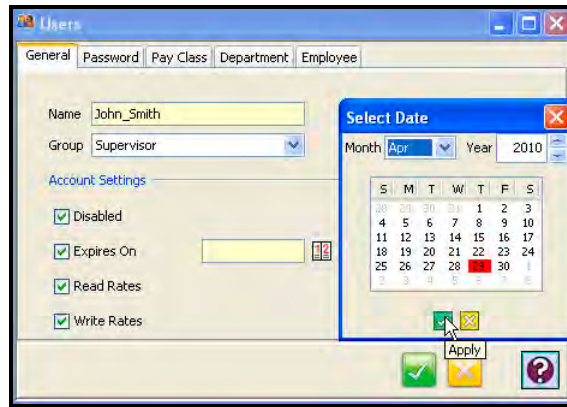 Users
General Password Pay Class Department Employee
Name John_Smith
Group Supervisor
Account Settings
Disabled
Expires On
12
Read Rates
Write Rates
Select Date
Month Apr Year 2010
S M T W T F S
28 29 30 31 1 2 3
4 5 6 7 8 9 10
11 12 13 14 15 16 17
18 19 20 21 22 23 24
25 26 27 28 29 30 1
2 3 4 5 6 7 8
Apply
?